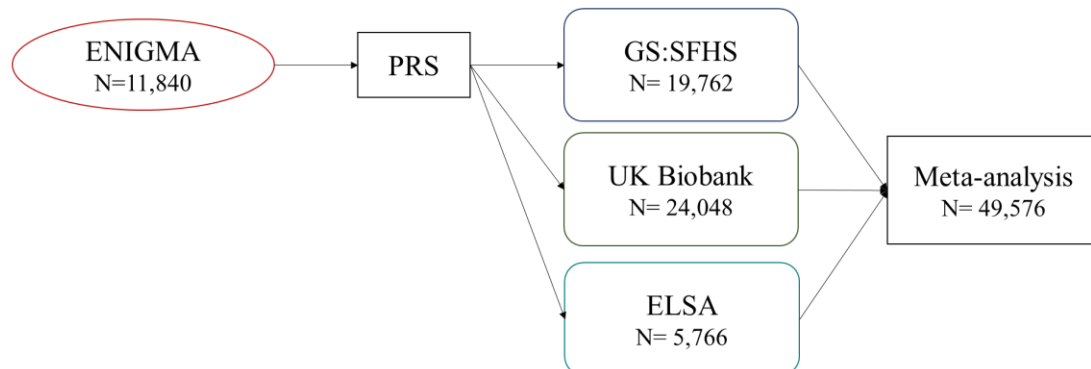 ENIGMA
N=11,840
PRS
GS:SFHS
N= 19,762
UK Biobank
N= 24,048
ELSA
N= 5,766
Meta-analysis
N= 49,576